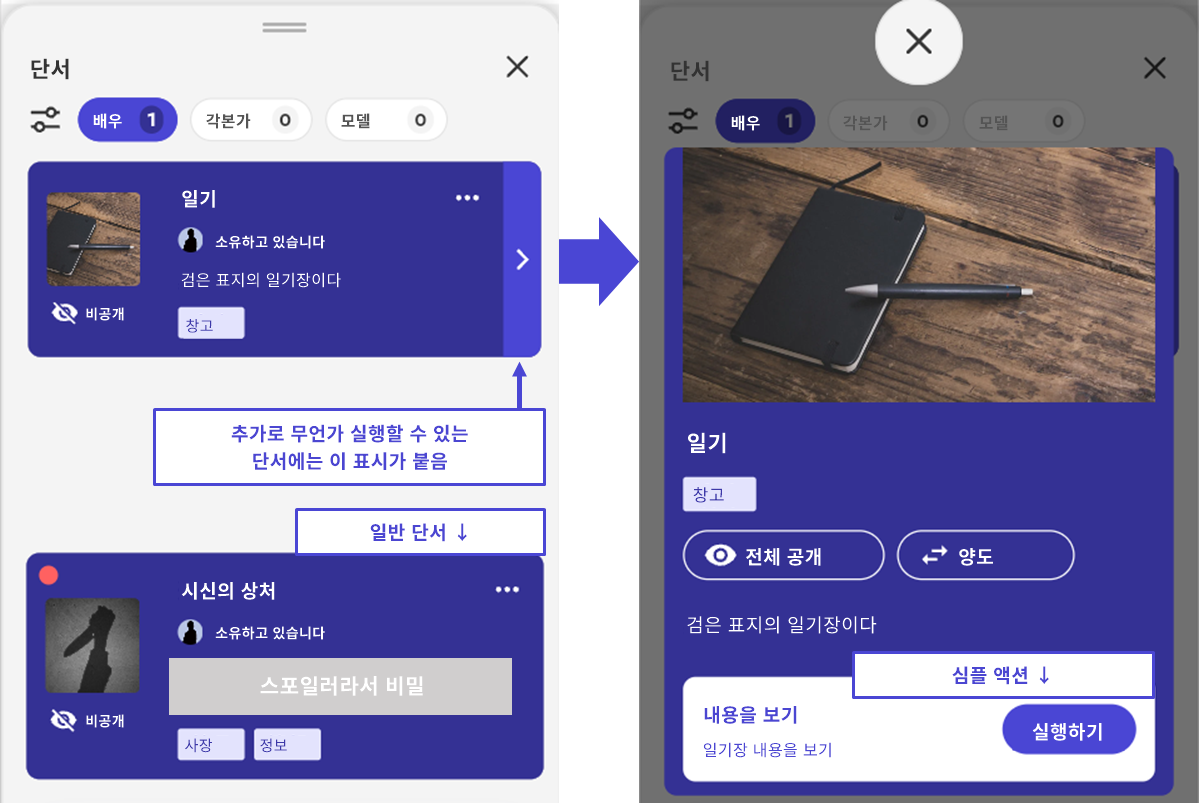 단서
배우 1
각본가 0
모델 0
일기
소유하고 있습니다
검은 표지의 일기장이다
비공개
창고
추가로 무언가 실행할 수 있는
단서에는 이 표시가 붙음
일반 단서 ↓
시신의 상처
소유하고 있습니다
스포일러라서 비밀
비공개
사장 정보
단서
배우 1
각본가 0
모델 0
일기
창고
전체 공개
양도
검은 표지의 일기장이다
심플 액션 ↓
내용을 보기
일기장 내용을 보기
실행하기